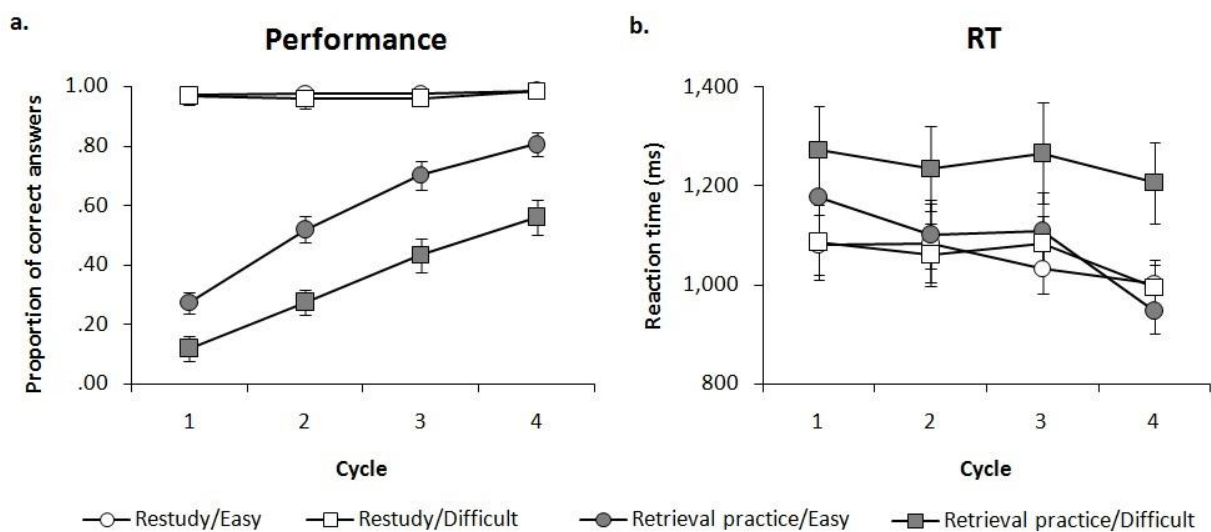 a.
Performance
Proportion of correct answers
1.00
.80
.60
.40
.20
.00
1
2
3
4
Cycle
b.
RT
Reaction time (ms)
1,400
1,200
1,000
800
1
2
3
4
Cycle
Restudy/Easy
Restudy/Difficult
Retrieval practice/Easy
Retrieval practice/Difficult